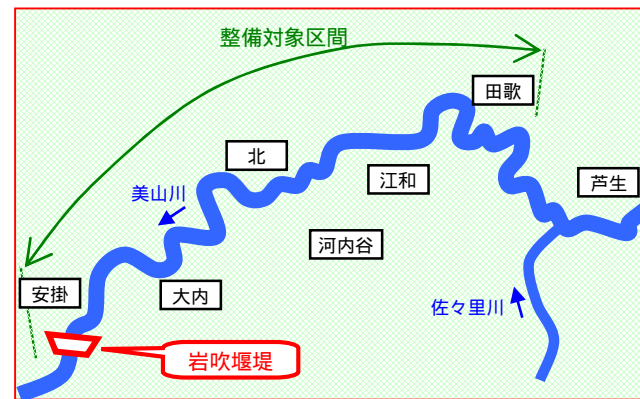 整備対象区間
田歌
北
江和
芦生
美山川
河内谷
安掛
大内
佐々里川
岩吹堰堤